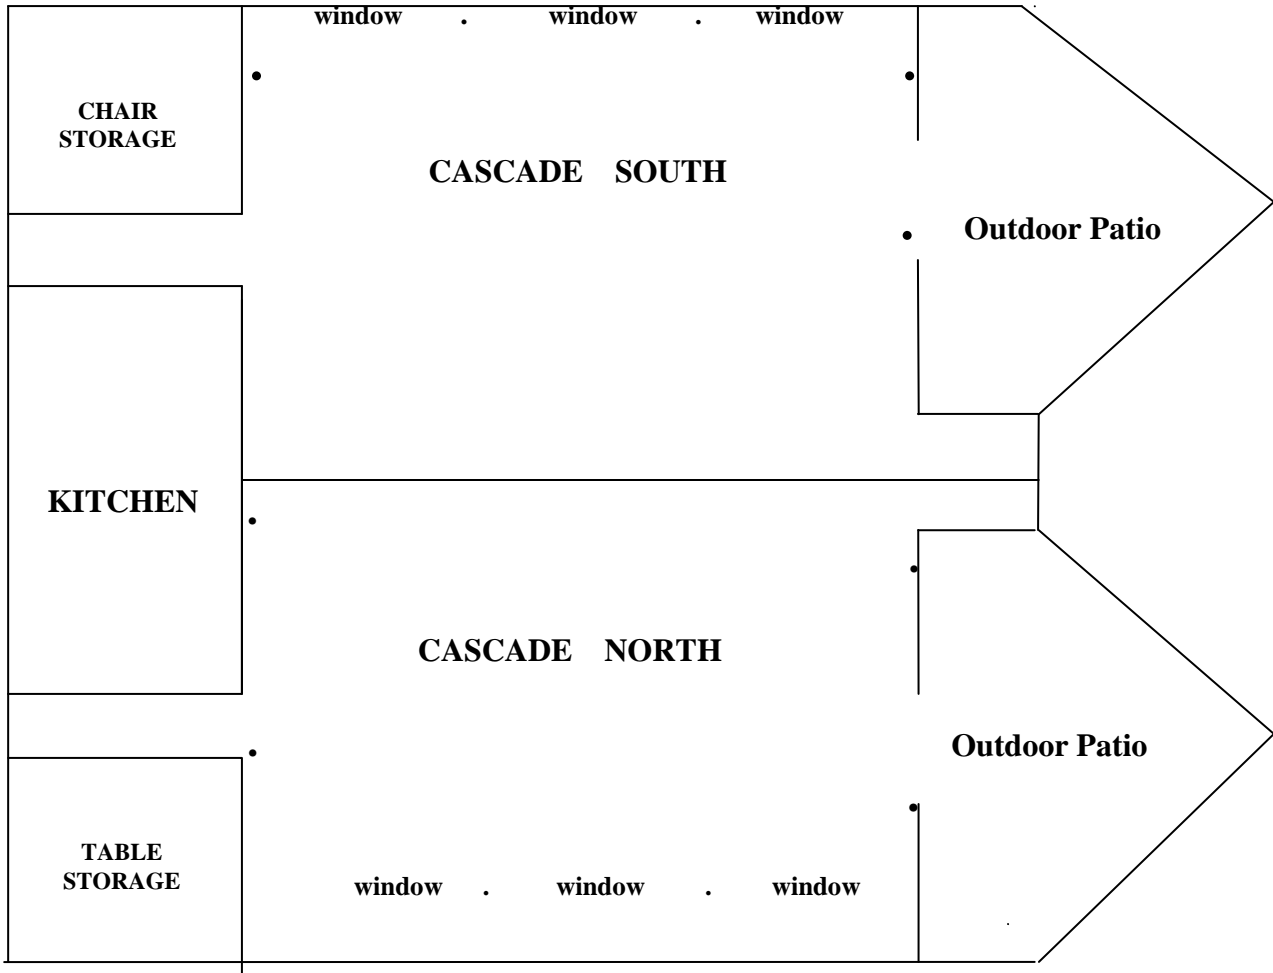 window . window . window
CHAIR
STORAGE
CASCADE SOUTH
Outdoor Patio
KITCHEN
CASCADE NORTH
Outdoor Patio
TABLE
STORAGE
window . window . window